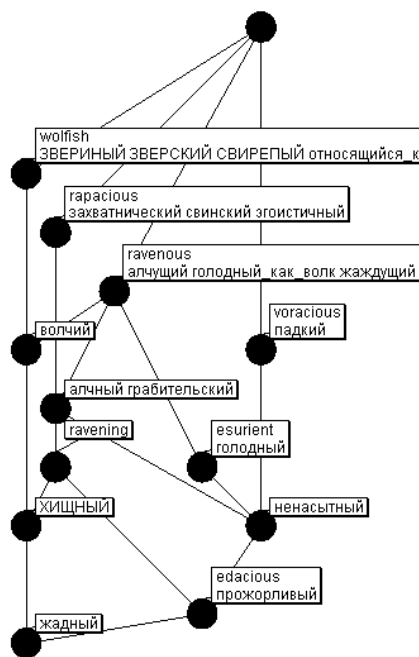 wolfish
ЗВЕРИНЫЙ ЗВЕРСКИЙ СВИРЕПЫЙ относящийся_к
rapacious
захватнический свинский эгоистичный
ravenous
алчущий голодный_как_волк жаждущий
волчий
voracious
падкий
алчный грабительский
ravening
esurient
голодный
ХИЩНЫЙ
ненасытный
edacious
прожорливый
жадный